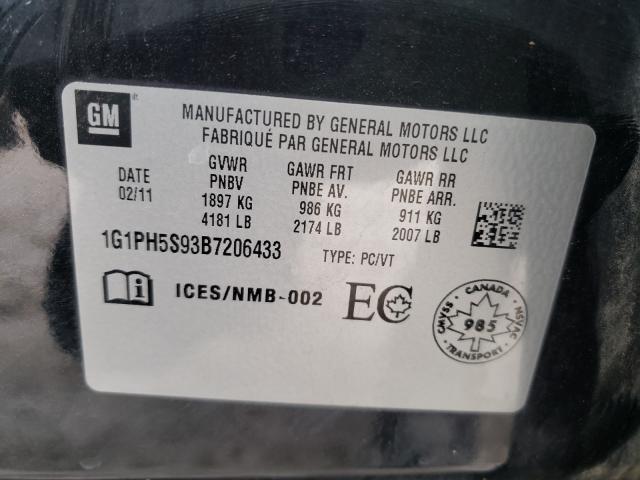 GM
MANUFACTURED BY GENERAL MOTORS LLC
FABRIQUÉ PAR GENERAL MOTORS LLC
DATE
02/11
GVWR
PNBV
1897 KG
4181 LB
GAWR FRT
PNBE AV.
986 KG
2174 LB
GAWR RR
PNBE ARR.
911 KG
2007 LB
1G1PH5S93B7206433
TYPE: PC/VT
i ICES/NMB-002
EC
CANADA
CMVSS
985
NSVAC
TRANSPORT